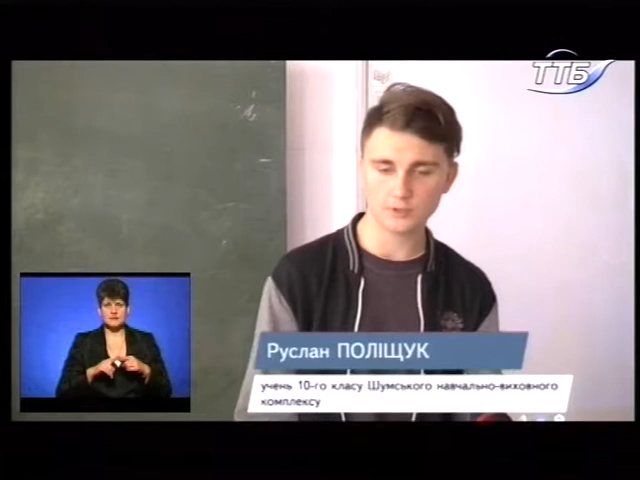 ТТБ
Руслан ПОЛІЩУК
учень 10-го класу Шумського навчально-виховного
комплексу